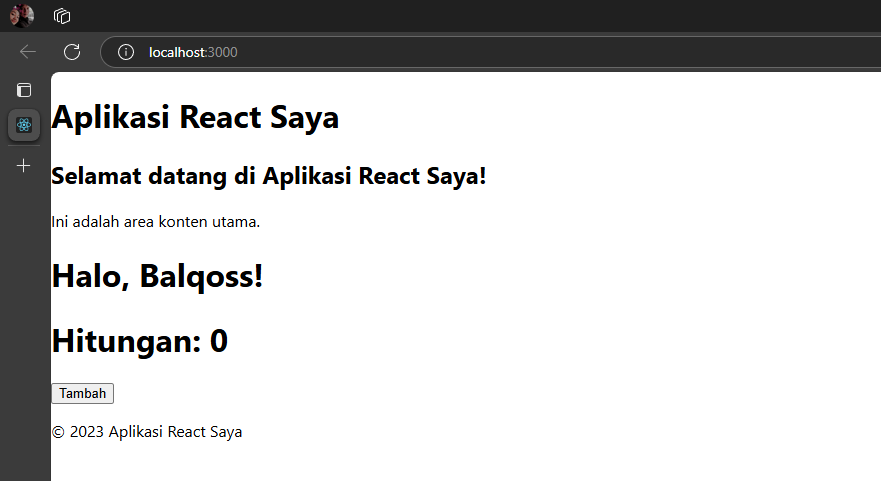 localhost:3000
Aplikasi React Saya
Selamat datang di Aplikasi React Saya!
Ini adalah area konten utama.
Halo, Balqoss!
Hitungan: 0
Tambah
© 2023 Aplikasi React Saya